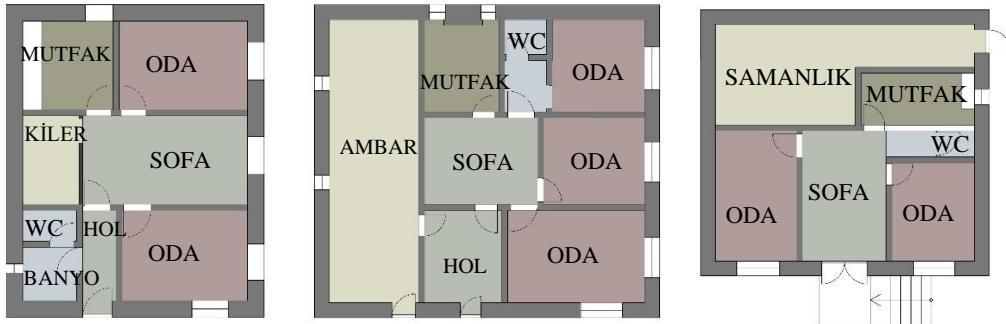 MUTFAK
ODA
KİLER
SOFA
WC
HOL
BANYO
ODA
WC
MUTFAK
ODA
AMBAR
SOFA
ODA
HOL
ODA
SAMANLIK
MUTFAK
WC
ODA
SOFA
ODA